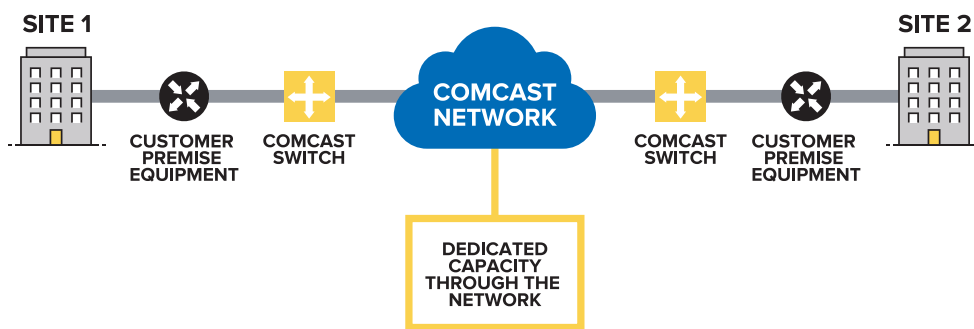 SITE 1
SITE 2
COMCAST
NETWORK
CUSTOMER
PREMISE
EQUIPMENT
COMCAST
SWITCH
COMCAST
SWITCH
CUSTOMER
PREMISE
EQUIPMENT
DEDICATED
CAPACITY
THROUGH THE
NETWORK